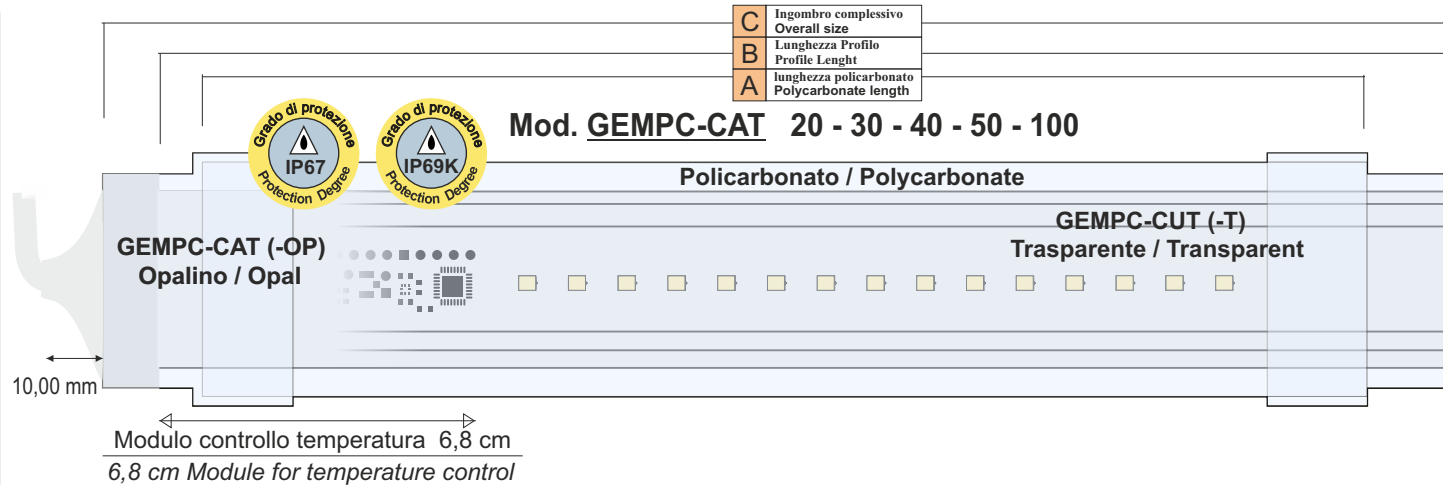 C Ingombro complessivo
Overall size
B Lunghezza Profilo
Profile Lenght
A lunghezza policarbonato
Polycarbonate length
Grado di protezione
IP67
Protection Degree
Grado di protezione
IP69K
Protection Degree
Mod. GEMPC-CAT 20 - 30 - 40 - 50 - 100
Policarbonato / Polycarbonate
GEMPC-CAT (-OP)
Opalino / Opal
GEMPC-CUT (-T)
Trasparente / Transparent
10,00 mm
Modulo controllo temperatura 6,8 cm
6,8 cm Module for temperature control